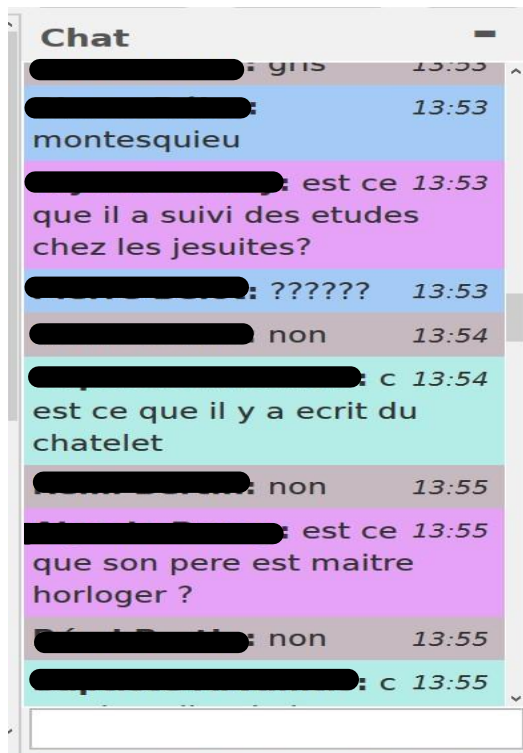 Chat
: gris 13:53
: 13:53
montesquieu
: est ce 13:53
que il a suivi des etudes
chez les jesuites?
: ?????? 13:53
non 13:54
: c 13:54
est ce que il y a ecrit du
chatelet
: non 13:55
: est ce 13:55
que son pere est maitre
horloger ?
: non 13:55
: c 13:55